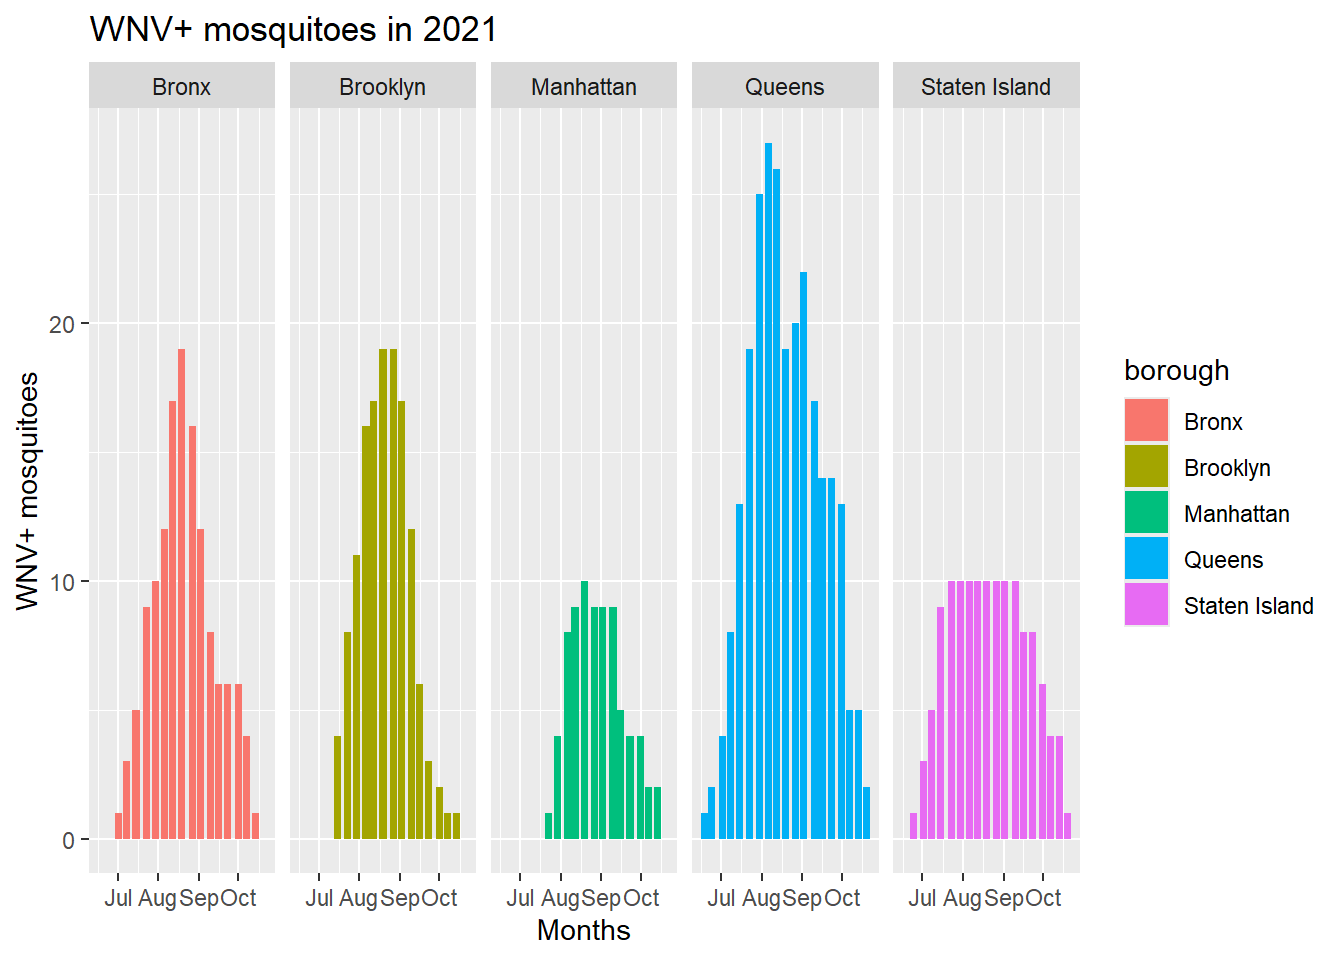 WNV+ mosquitoes in 2021
Bronx Brooklyn Manhattan Queens Staten Island
20
10
0
WNV+ mosquitoes
Jul Aug Sep Oct Jul Aug Sep Oct Jul Aug Sep Oct Jul Aug Sep Oct Jul Aug Sep Oct
Months
borough
Bronx
Brooklyn
Manhattan
Queens
Staten Island